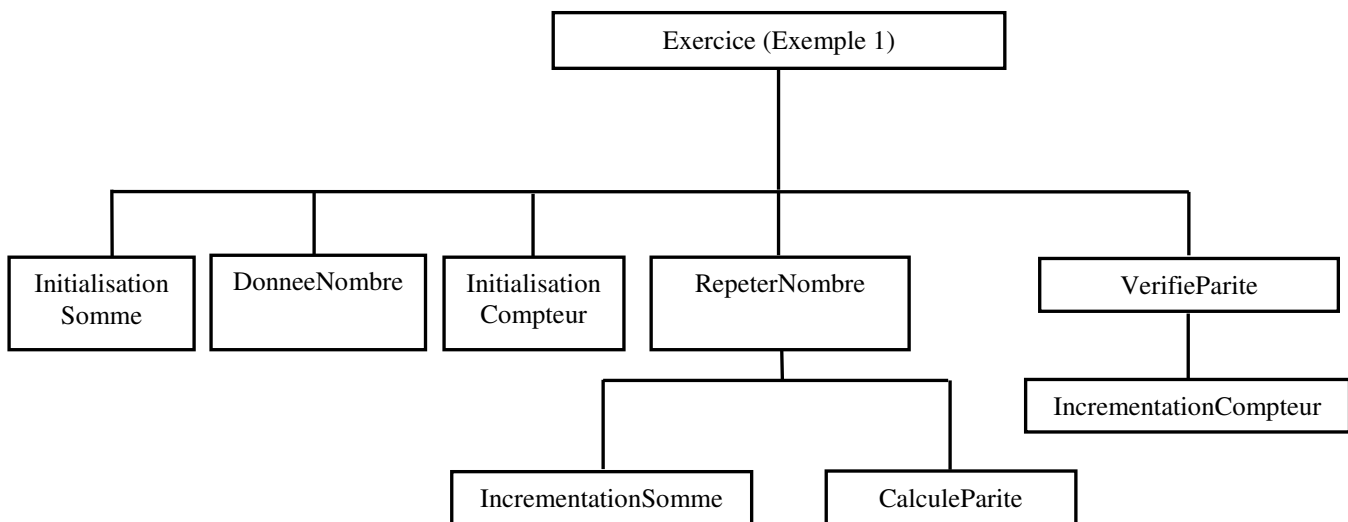 Exercice (Exemple 1)
Initialisation
Somme
DonneeNombre
Initialisation
Compteur
RepeterNombre
VerifieParite
IncrementationCompteur
IncrementationSomme
CalculeParite